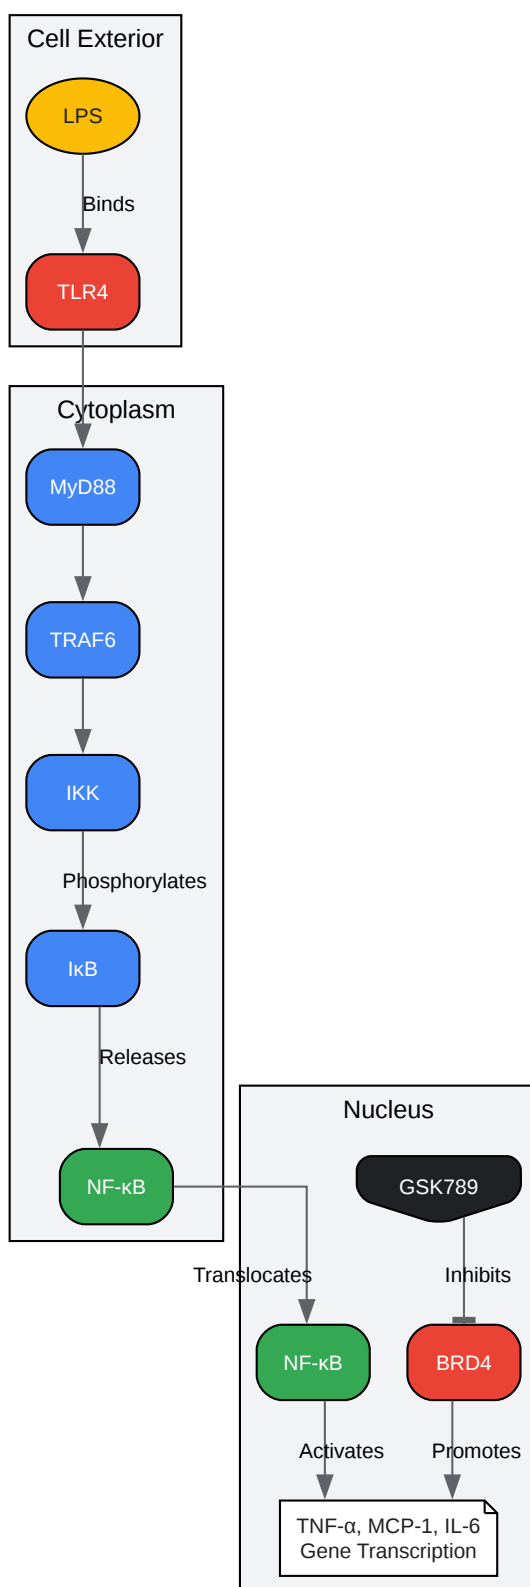 Cell Exterior
LPS
Binds
TLR4
Cytoplasm
MyD88
TRAF6
IKK
Phosphorylates
IκB
Releases
NF-κB
Nucleus
GSK789
Translocates
Inhibits
NF-κB
BRD4
Activates
Promotes
TNF-α, MCP-1, IL-6
Gene Transcription